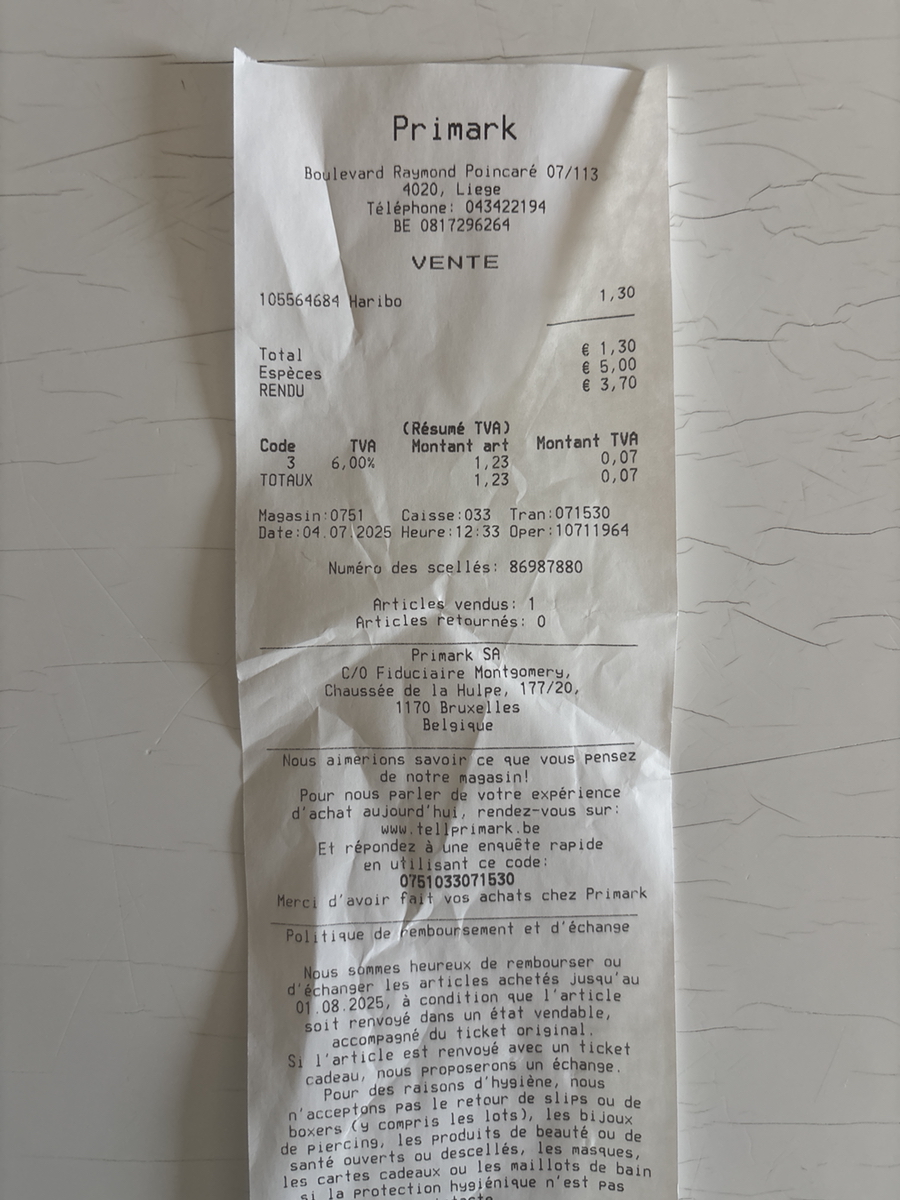 Primark
Boulevard Raymond Poincaré 07/113
4020, Liege
Téléphone: 043422194
BE 0817296264
VENTE
105564684 Haribo 1,30
Total € 1,30
Espèces € 5,00
RENDU € 3,70
(Résumé TVA)
Code TVA Montant art Montant TVA
3 6,00% 1,23 0,07
TOTAUX 1,23 0,07
Magasin:0751 Caisse:033 Tran:071530
Date:04.07.2025 Heure:12:33 Oper:10711964
Numéro des scellés: 86987880
Articles vendus: 1
Articles retournés: 0
Primark SA
C/O Fiduciaire Montgomery,
Chaussée de la Hulpe, 177/20,
1170 Bruxelles
Belgique
Nous aimerions savoir ce que vous pensez
de notre magasin!
Pour nous parler de votre expérience
d'achat aujourd'hui, rendez-vous sur:
www.tellprimark.be
Et répondez à une enquête rapide
en utilisant ce code:
0751033071530
Merci d'avoir fait vos achats chez Primark
Politique de remboursement et d'échange
Nous sommes heureux de rembourser ou
d'échanger les articles achetés jusqu'au
01.08.2025, à condition que l'article
soit renvoyé dans un état vendable,
accompagné du ticket original.
Si l'article est renvoyé avec un ticket
cadeau, nous proposerons un échange.
Pour des raisons d'hygiène, nous
n'acceptons pas le retour de slips ou de
boxers (y compris les lots), les bijoux
de piercing, les produits de beauté ou de
santé ouverts ou descellés, les masques,
les cartes cadeaux ou les maillots de bain
si la protection hygiénique n'est pas